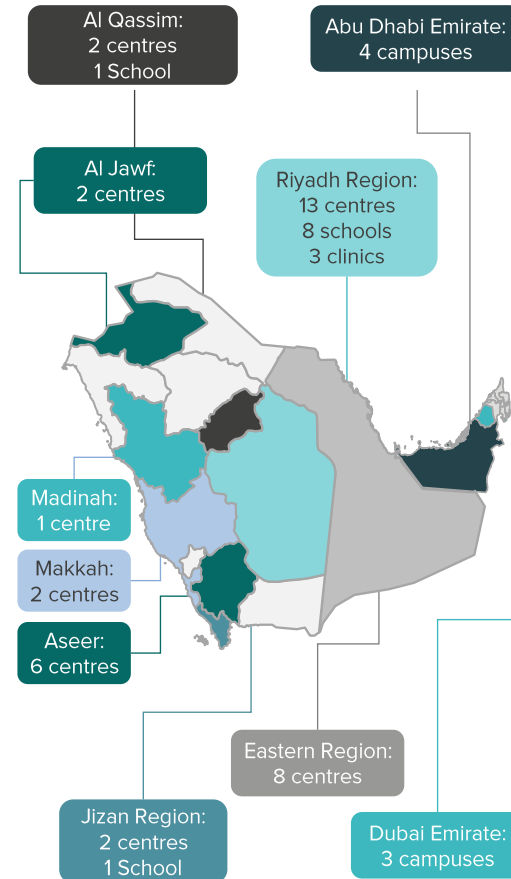 Al Qassim:
2 centres
1 School
Abu Dhabi Emirate:
4 campuses
Al Jawf:
2 centres
Riyadh Region:
13 centres
8 schools
3 clinics
Madinah:
1 centre
Makkah:
2 centres
Aseer:
6 centres
Eastern Region:
8 centres
Jizan Region:
2 centres
1 School
Dubai Emirate:
3 campuses